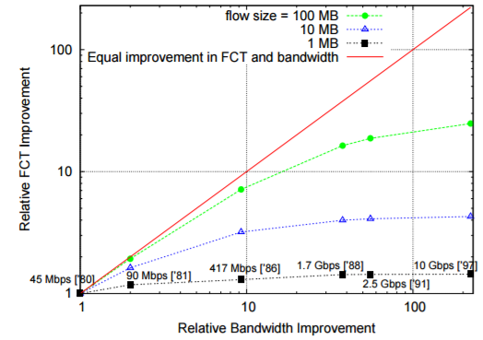 flow size = 100 MB
10 MB
1 MB
Equal improvement in FCT and bandwidth
Relative FCT Improvement
100
10
1
45 Mbps ['80]
90 Mbps ['81]
417 Mbps ['86]
1.7 Gbps ['88]
2.5 Gbps ['91]
10 Gbps ['97]
1
10
100
Relative Bandwidth Improvement